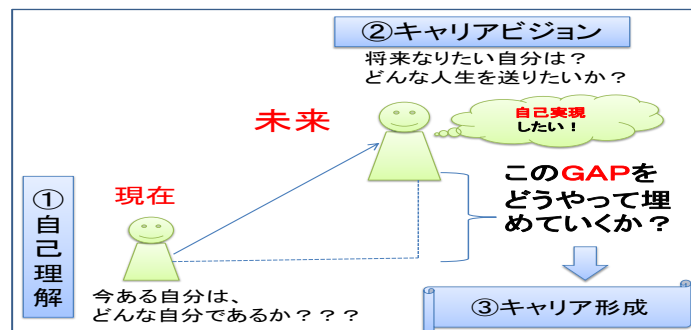 ②キャリアビジョン
将来なりたい自分は？
どんな人生を送りたいか？
未来
自己実現
したい！
①自己理解
現在
このGAPを
どうやって埋
めていくか？
今ある自分は、
どんな自分であるか？？？
③キャリア形成